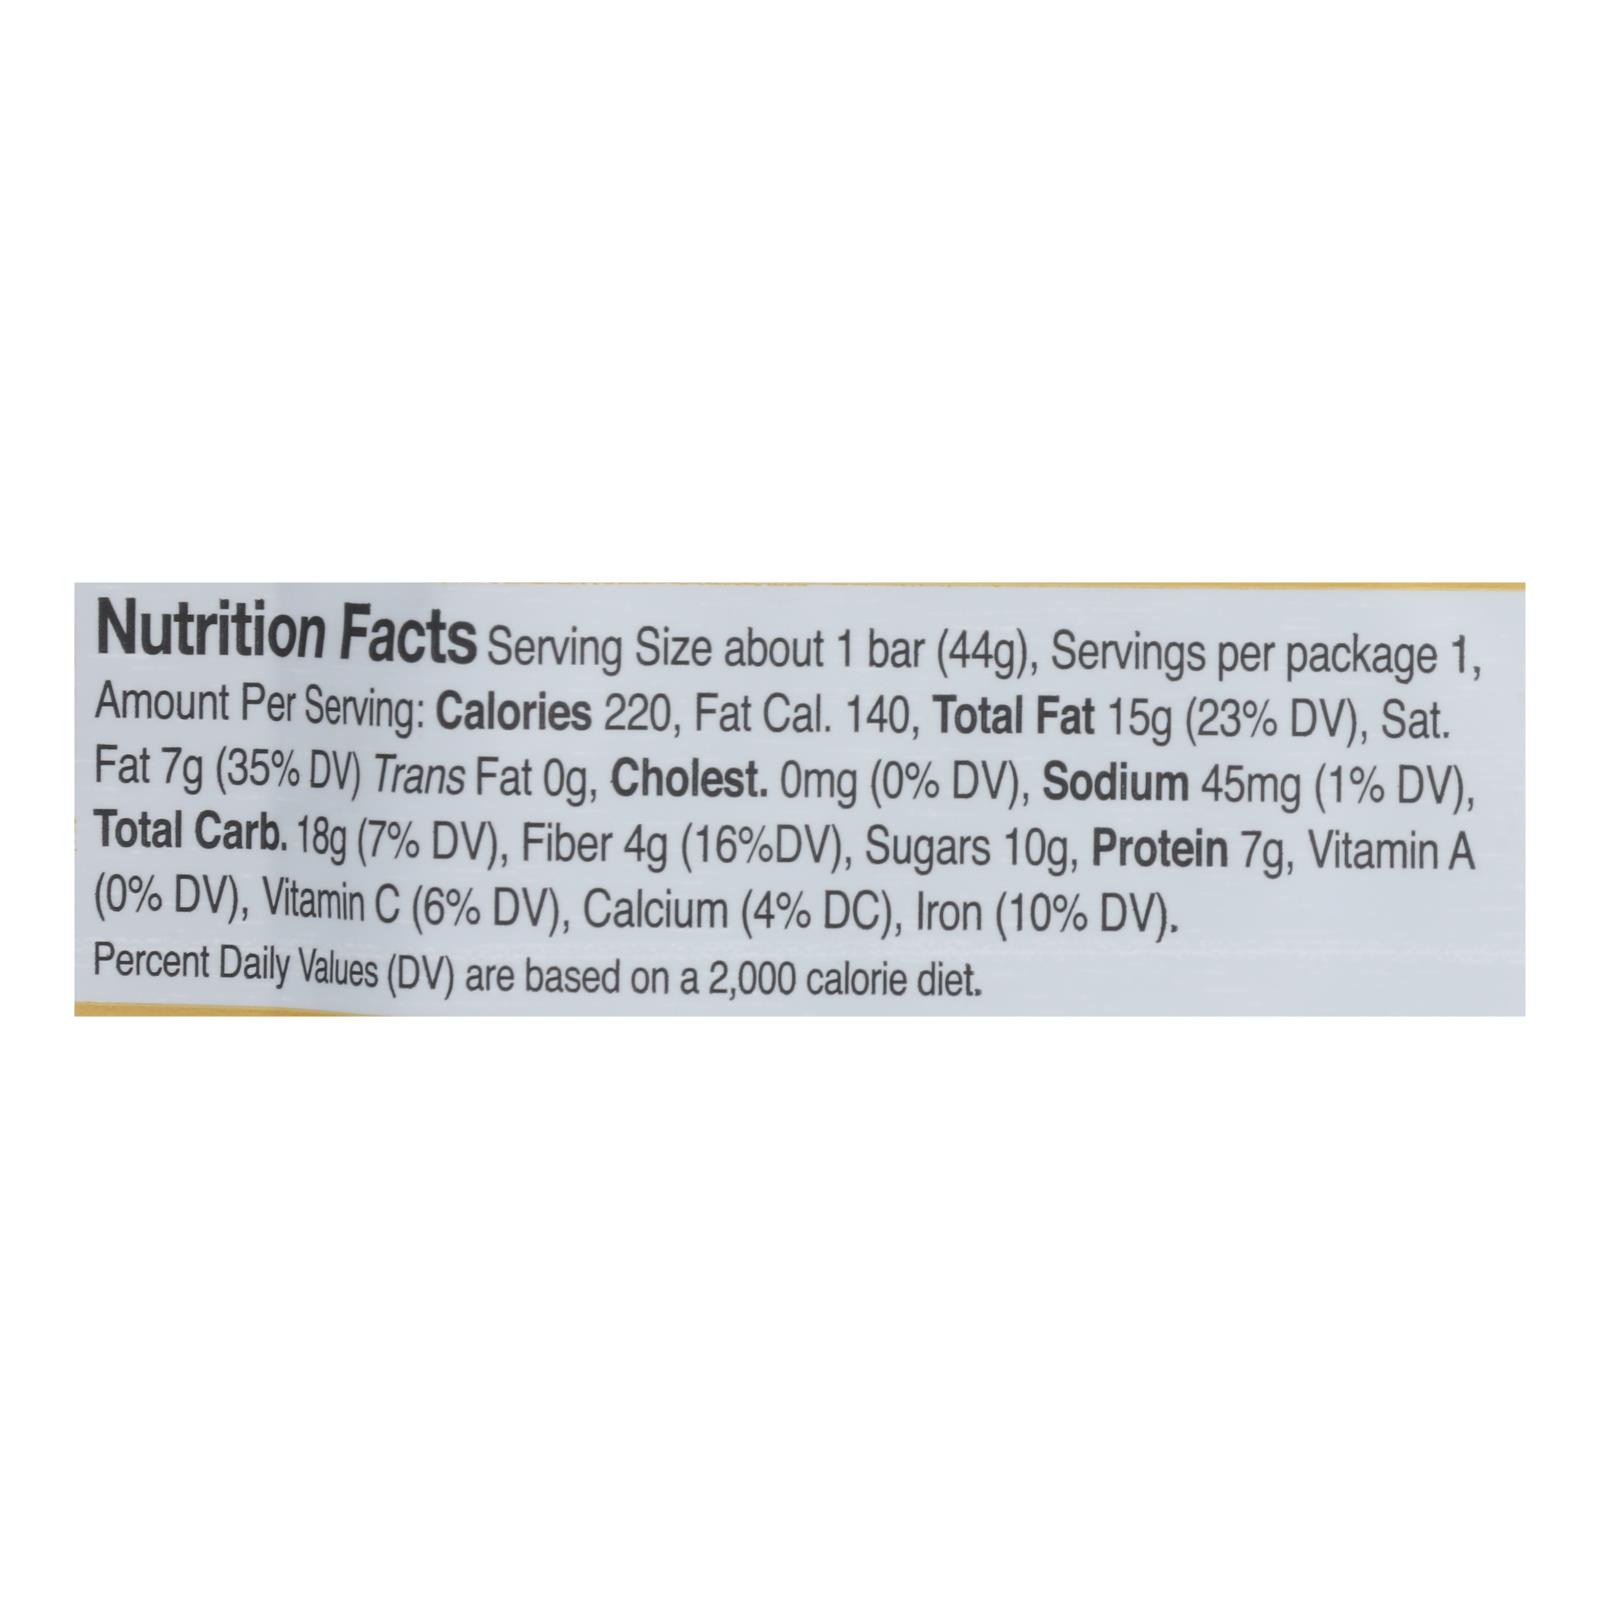 Nutrition Facts Serving Size about 1 bar (44g), Servings per package 1,
Amount Per Serving: Calories 220, Fat Cal. 140, Total Fat 15g (23% DV), Sat.
Fat 7g (35% DV) Trans Fat 0g, Cholest. 0mg (0% DV), Sodium 45mg (1% DV),
Total Carb. 18g (7% DV), Fiber 4g (16%DV), Sugars 10g, Protein 7g, Vitamin A
(0% DV), Vitamin C (6% DV), Calcium (4% DC), Iron (10% DV).
Percent Daily Values (DV) are based on a 2,000 calorie diet.